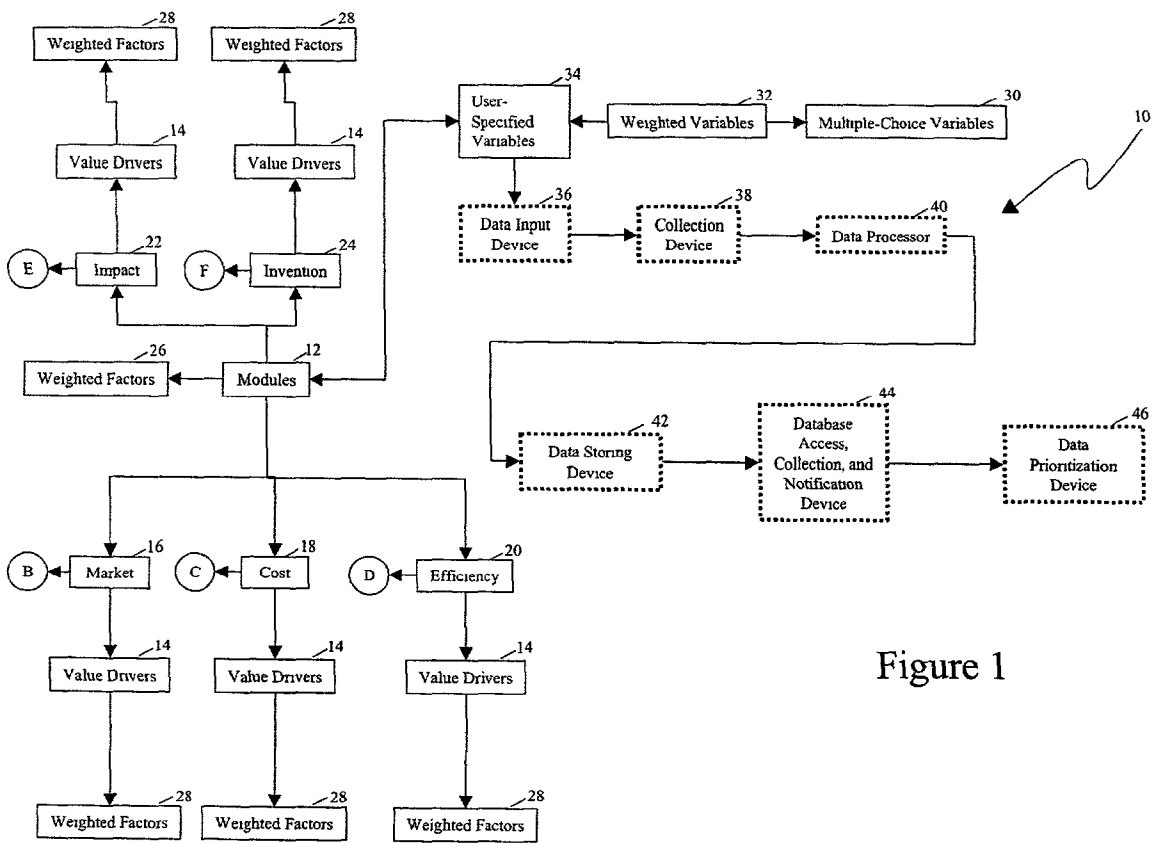 28
Weighted Factors
28
Weighted Factors
14
Value Drivers
14
Value Drivers
22
Impact
E
24
Invention
F
26
Weighted Factors
12
Modules
34
User-
Specified
Variables
32
Weighted Variables
30
Multiple-Choice Variables
10
36
Data Input
Device
38
Collection
Device
40
Data Processor
42
Data Storing
Device
44
Database
Access,
Collection, and
Notification
Device
46
Data
Prioritization
Device
16
Market
B
18
Cost
C
20
Efficiency
D
14
Value Drivers
14
Value Drivers
14
Value Drivers
28
Weighted Factors
28
Weighted Factors
28
Weighted Factors
Figure 1